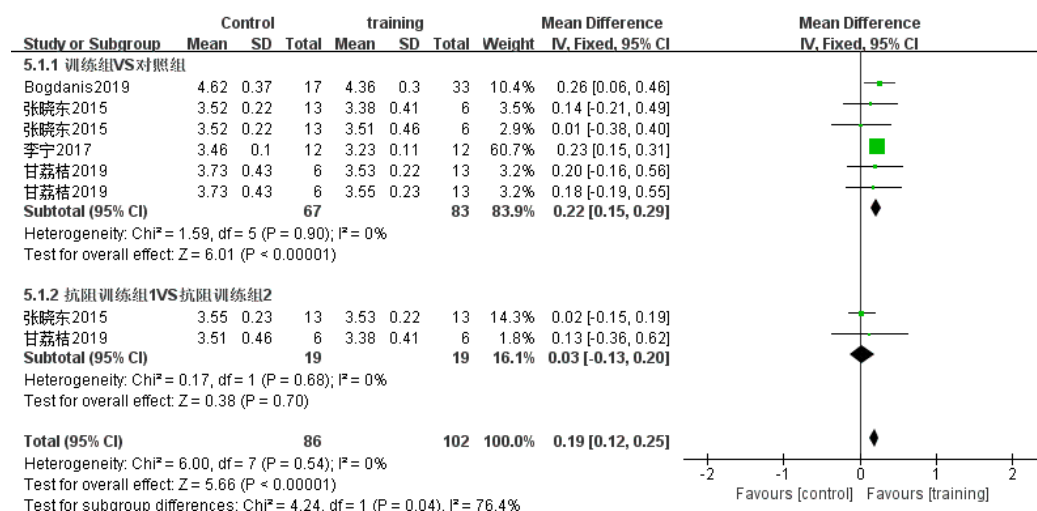 Control training Mean Difference Mean Difference
Study or Subgroup Mean SD Total Mean SD Total Weight IV, Fixed, 95% CI IV, Fixed, 95% CI
5.1.1 训练组VS对照组
Bogdanis2019 4.62 0.37 17 4.36 0.3 33 10.4% 0.26 [0.06, 0.46]
张晓东2015 3.52 0.22 13 3.38 0.41 6 3.5% 0.14 [-0.21, 0.49]
张晓东2015 3.52 0.22 13 3.51 0.46 6 2.9% 0.01 [-0.38, 0.40]
李宁2017 3.46 0.1 12 3.23 0.11 12 60.7% 0.23 [0.15, 0.31]
甘荔桔2019 3.73 0.43 6 3.53 0.22 13 3.2% 0.20 [-0.16, 0.56]
甘荔桔2019 3.73 0.43 6 3.55 0.23 13 3.2% 0.18 [-0.19, 0.55]
Subtotal (95% CI) 67 83 83.9% 0.22 [0.15, 0.29]
Heterogeneity: Chi² = 1.59, df = 5 (P = 0.90); I² = 0%
Test for overall effect: Z = 6.01 (P < 0.00001)
5.1.2 抗阻训练组1VS抗阻训练组2
张晓东2015 3.55 0.23 13 3.53 0.22 13 14.3% 0.02 [-0.15, 0.19]
甘荔桔2019 3.51 0.46 6 3.38 0.41 6 1.8% 0.13 [-0.36, 0.62]
Subtotal (95% CI) 19 19 16.1% 0.03 [-0.13, 0.20]
Heterogeneity: Chi² = 0.17, df = 1 (P = 0.68); I² = 0%
Test for overall effect: Z = 0.38 (P = 0.70)
Total (95% CI) 86 102 100.0% 0.19 [0.12, 0.25]
Heterogeneity: Chi² = 6.00, df = 7 (P = 0.54); I² = 0%
Test for overall effect: Z = 5.66 (P < 0.00001)
Test for subgroup differences: Chi² = 4.24, df = 1 (P = 0.04), I² = 76.4%
-2 -1 0 1 2
Favours [control] Favours [training]